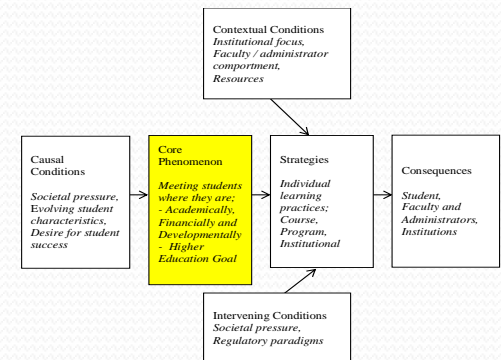 Contextual Conditions
Institutional focus,
Faculty / administrator
comportment,
Resources
Causal
Conditions
Societal pressure,
Evolving student
characteristics,
Desire for student
success
Core
Phenomenon
Meeting students
where they are;
- Academically,
Financially and
Developmentally
- Higher
Education Goal
Strategies
Individual
learning
practices;
Course,
Program,
Institutional
Consequences
Student,
Faculty and
Administrators,
Institutions
Intervening Conditions
Societal pressure,
Regulatory paradigms